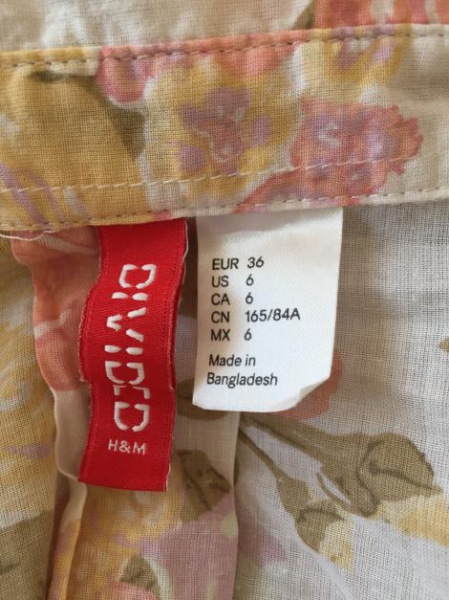 DIVIDED
H&M
EUR 36
US 6
CA 6
CN 165/84A
MX 6
Made in
Bangladesh